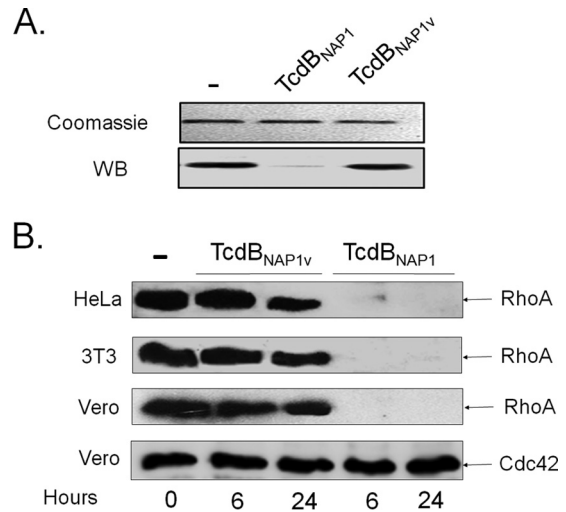 A.
- TcdBNAP1 TcdBNAP1v
Coomassie
WB
B.
- TcdBNAP1v TcdBNAP1
HeLa RhoA
3T3 RhoA
Vero RhoA
Vero Cdc42
Hours 0 6 24 6 24